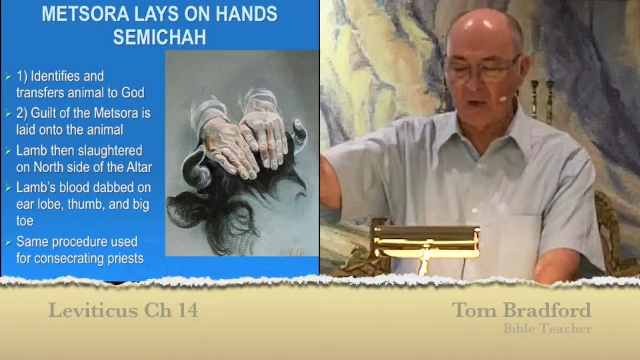 METSORA LAYS ON HANDS
SEMICHAH
1) Identifies and
transfers animal to God
2) Guilt of the Metsora is
laid onto the animal
Lamb then slaughtered
on North side of the Altar
Lamb's blood dabbed on
ear lobe, thumb, and big
toe
Same procedure used
for consecrating priests
Leviticus Ch 14
Tom Bradford
Bible Teacher